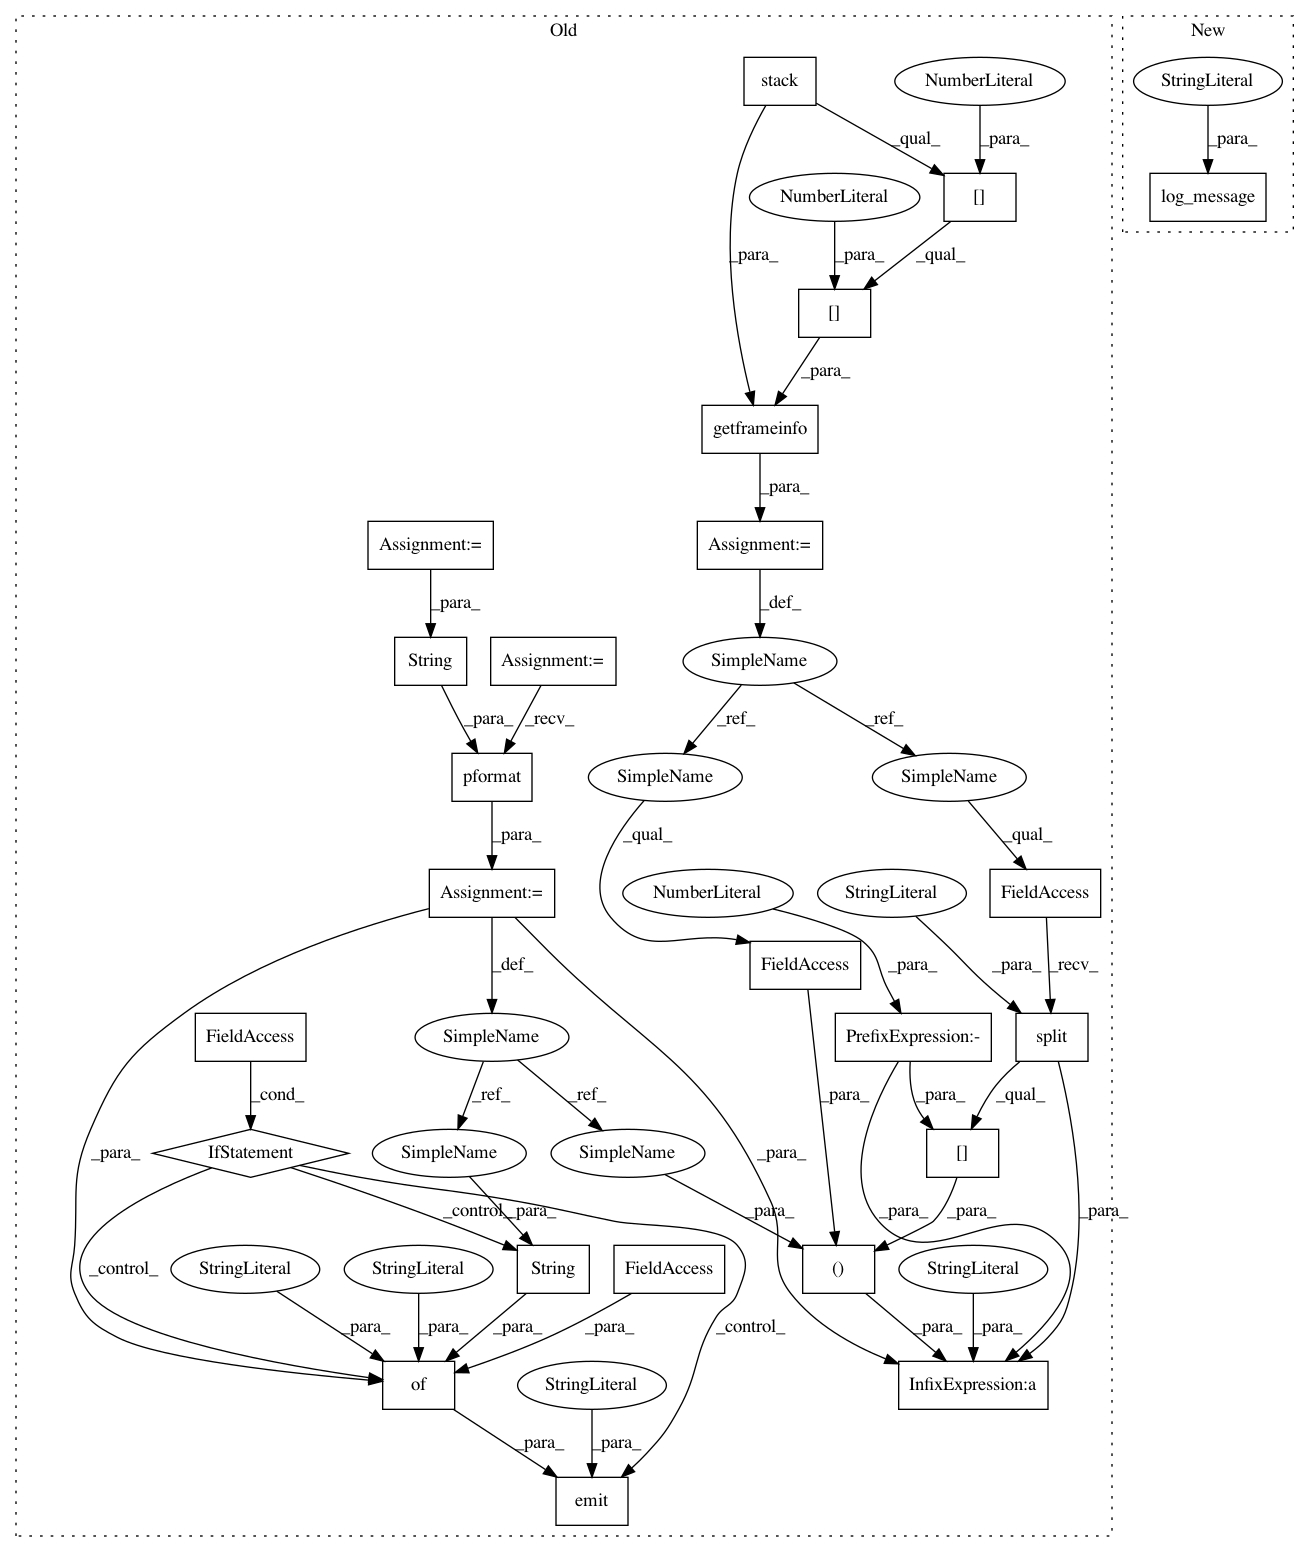 Old
New
stack
NumberLiteral
StringLiteral
_qual_
_para_
_para_
NumberLiteral
[]
log_message
_para_
_para_
_qual_
[]
_para_
getframeinfo
_para_
Assignment:=
Assignment:=
_para_
_def_
String
Assignment:=
SimpleName
_para_
_recv_
_ref_
_ref_
pformat
SimpleName
SimpleName
_para_
_qual_
_qual_
Assignment:=
NumberLiteral
StringLiteral
FieldAccess
_def_
FieldAccess
_para_
_para_
_recv_
FieldAccess
SimpleName
PrefixExpression:-
split
_cond_
_ref_
_ref_
_para_
_para_
_qual_
_para_
IfStatement
SimpleName
SimpleName
_para_
[]
_control_
_para_
_para_
_para_
_para_
_para_
_control_
StringLiteral
StringLiteral
String
FieldAccess
()
StringLiteral
_para_
_para_
_para_
_para_
_control_
_para_
_para_
of
StringLiteral
InfixExpression:a
_para_
_para_
emit